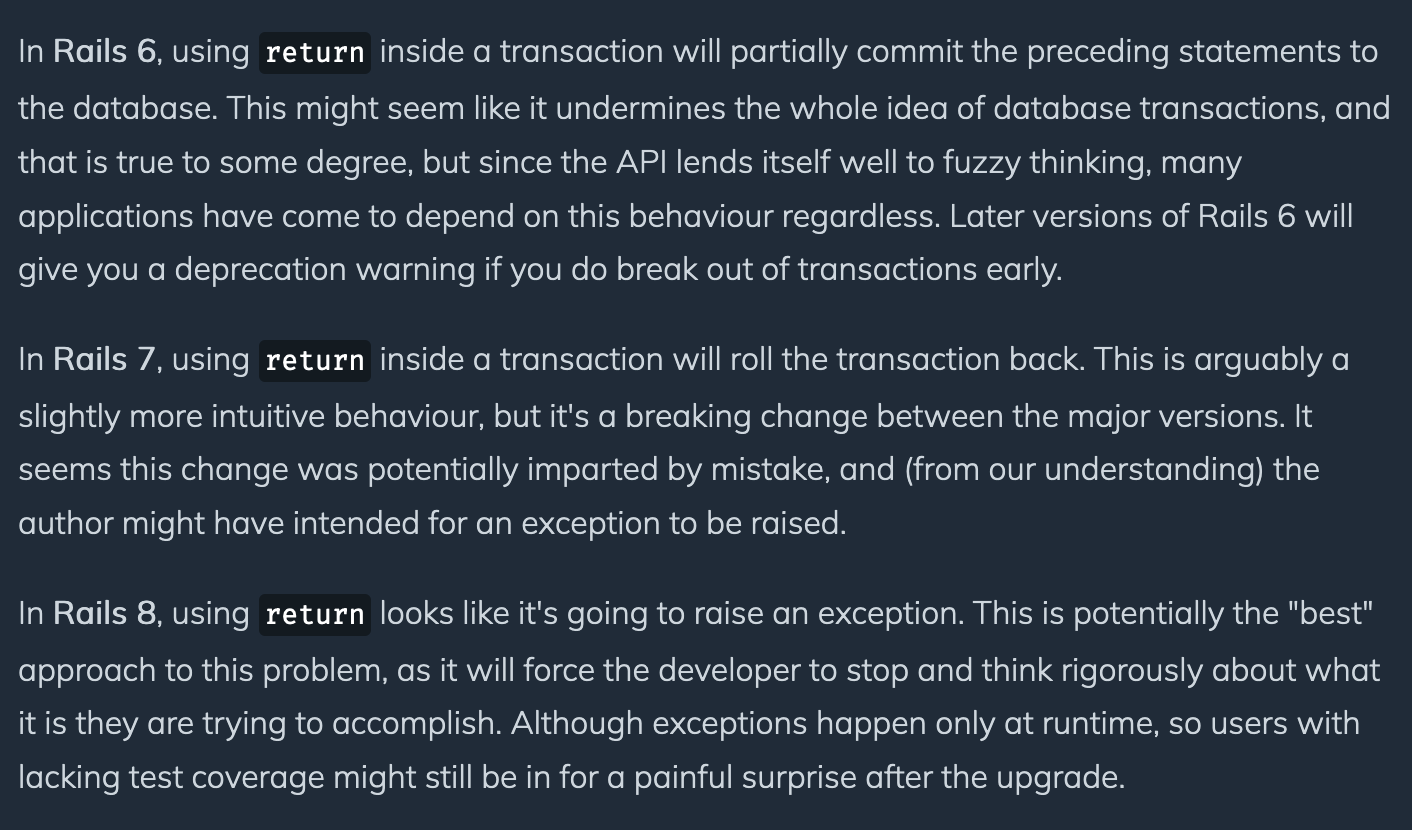 In Rails 6, using return inside a transaction will partially commit the preceding statements to
the database. This might seem like it undermines the whole idea of database transactions, and
that is true to some degree, but since the API lends itself well to fuzzy thinking, many
applications have come to depend on this behaviour regardless. Later versions of Rails 6 will
give you a deprecation warning if you do break out of transactions early.
In Rails 7, using return inside a transaction will roll the transaction back. This is arguably a
slightly more intuitive behaviour, but it's a breaking change between the major versions. It
seems this change was potentially imparted by mistake, and (from our understanding) the
author might have intended for an exception to be raised.
In Rails 8, using return looks like it's going to raise an exception. This is potentially the "best"
approach to this problem, as it will force the developer to stop and think rigorously about what
it is they are trying to accomplish. Although exceptions happen only at runtime, so users with
lacking test coverage might still be in for a painful surprise after the upgrade.